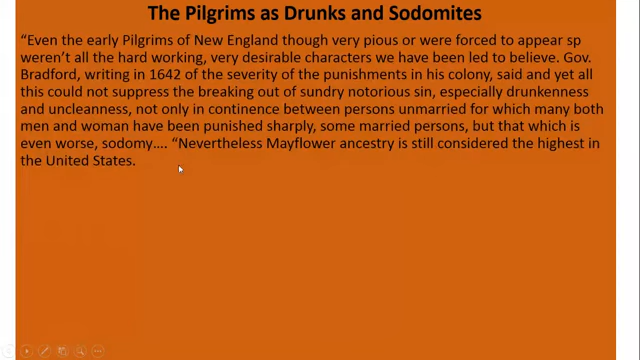 The Pilgrims as Drunks and Sodomites
“Even the early Pilgrims of New England though very pious or were forced to appear sp
weren’t all the hard working, very desirable characters we have been led to believe. Gov.
Bradford, writing in 1642 of the severity of the punishments in his colony, said and yet all
this could not suppress the breaking out of sundry notorious sin, especially drunkenness
and uncleanness, not only in continence between persons unmarried for which many both
men and woman have been punished sharply, some married persons, but that which is
even worse, sodomy…. “Nevertheless Mayflower ancestry is still considered the highest in
the United States.